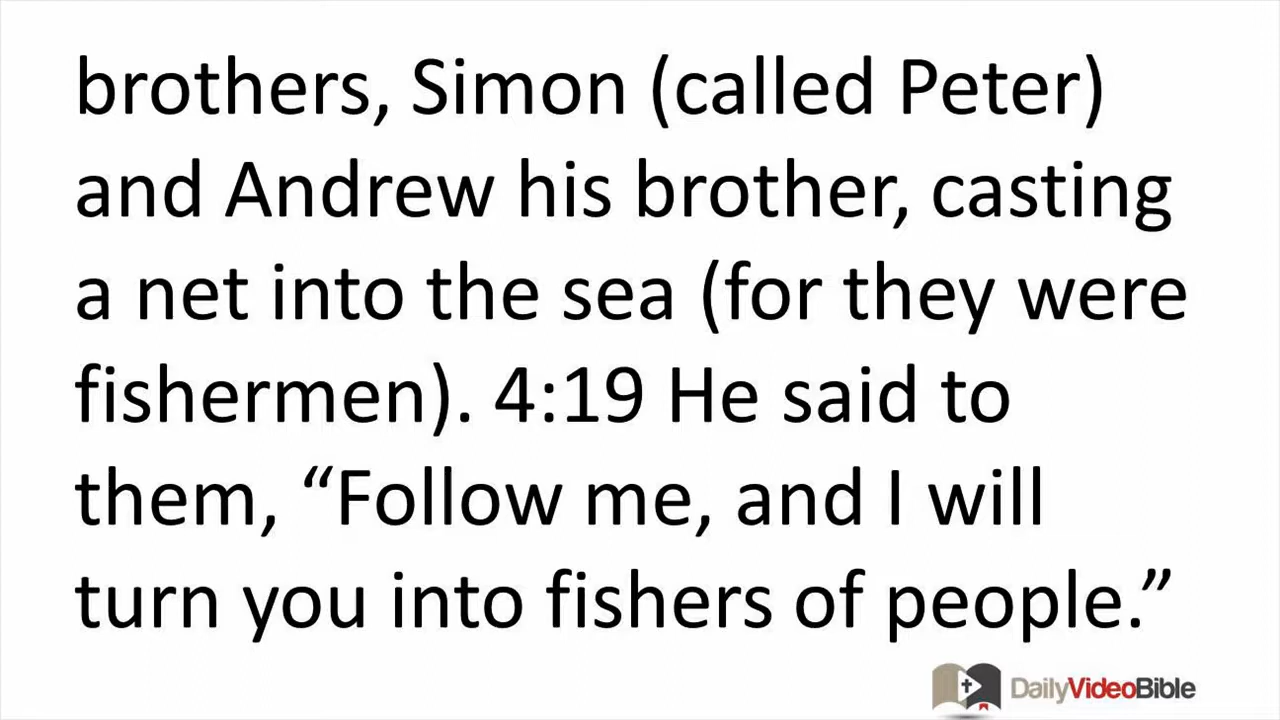 brothers, Simon (called Peter)
and Andrew his brother, casting
a net into the sea (for they were
fishermen). 4:19 He said to
them, “Follow me, and I will
turn you into fishers of people.”
DailyVideoBible